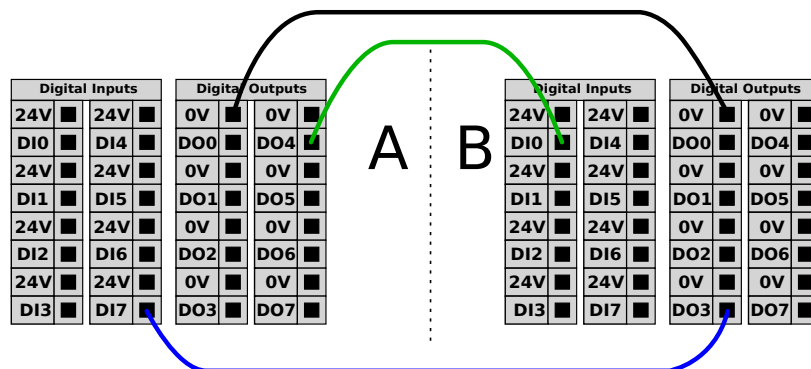 Digital Inputs Digital Outputs Digital Inputs Digital Outputs
24V 24V 0V 0V 24V 24V 0V 0V
DI0 DI4 DO0 DO4 A B DI0 DI4 DO0 DO4
24V 24V 0V 0V 24V 24V 0V 0V
DI1 DI5 DO1 DO5 DI1 DI5 DO1 DO5
24V 24V 0V 0V 24V 24V 0V 0V
DI2 DI6 DO2 DO6 DI2 DI6 DO2 DO6
24V 24V 0V 0V 24V 24V 0V 0V
DI3 DI7 DO3 DO7 DI3 DI7 DO3 DO7